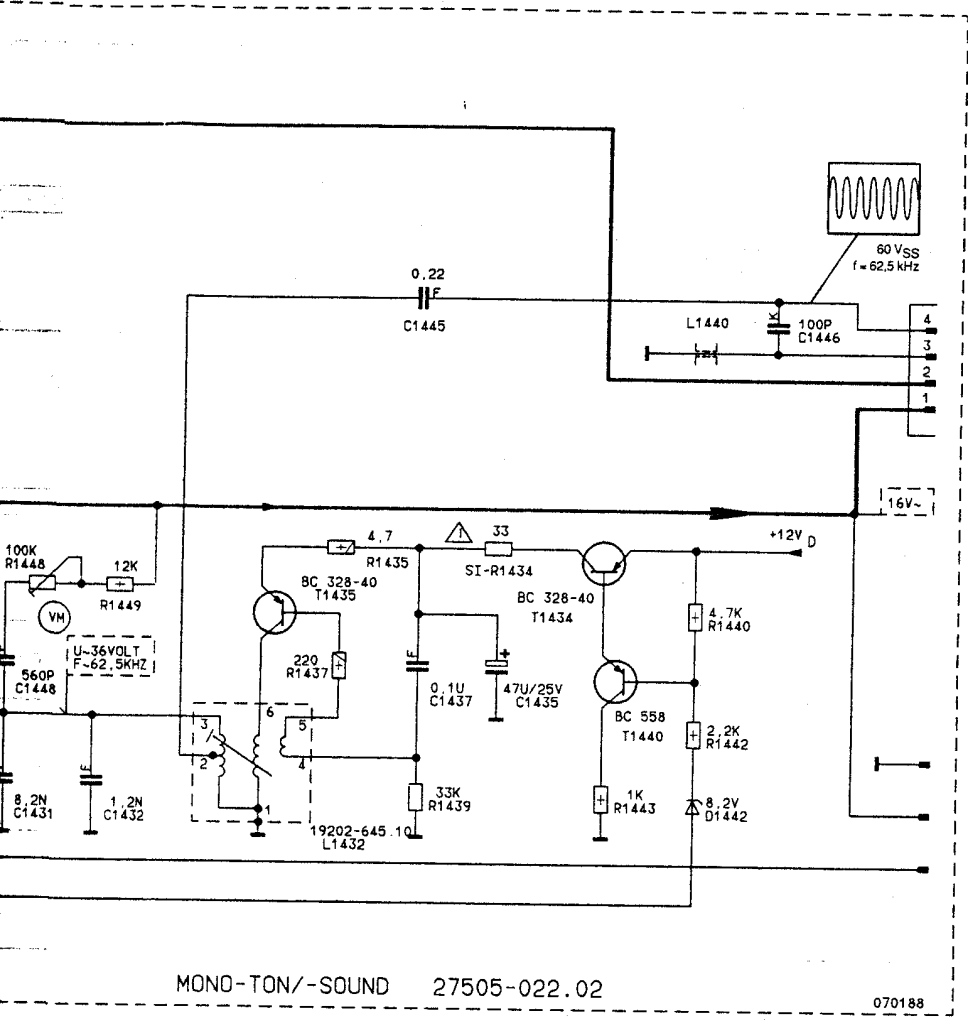 60 VSS
f = 62,5 kHz
0,22
F
C1445
L1440
K
100P
C1446
4
3
2
1
16V~
+12V D
100K
R1448
12K
R1449
VM
U~36VOLT
F~62,5KHZ
560P
C1448
F
4,7
R1435
BC 328-40
T1435
220
R1437
33
SI-R1434
BC 328-40
T1434
4,7K
R1440
F
0,1U
C1437
+
47U/25V
C1435
BC 558
T1440
2,2K
R1442
6
5
3
2
4
1
F
8,2N
C1431
F
1,2N
C1432
33K
R1439
1K
R1443
8,2V
D1442
19202-645.10
L1432
MONO-TON/-SOUND 27505-022.02
070188